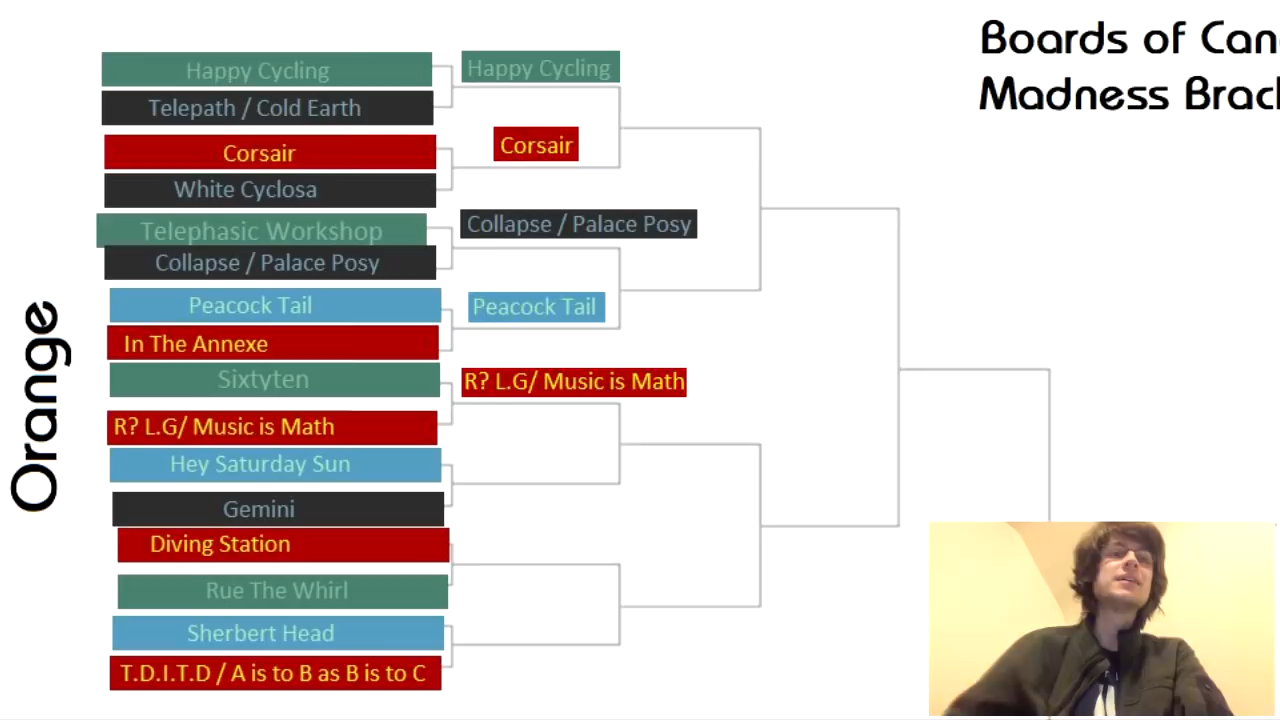 Boards of Can
Madness Brac
Orange
Happy Cycling
Telepath / Cold Earth
Corsair
White Cyclosa
Telephasic Workshop
Collapse / Palace Posy
Peacock Tail
In The Annexe
Sixtyten
R? L.G/ Music is Math
Hey Saturday Sun
Gemini
Diving Station
Rue The Whirl
Sherbert Head
T.D.I.T.D / A is to B as B is to C
Happy Cycling
Corsair
Collapse / Palace Posy
Peacock Tail
R? L.G/ Music is Math